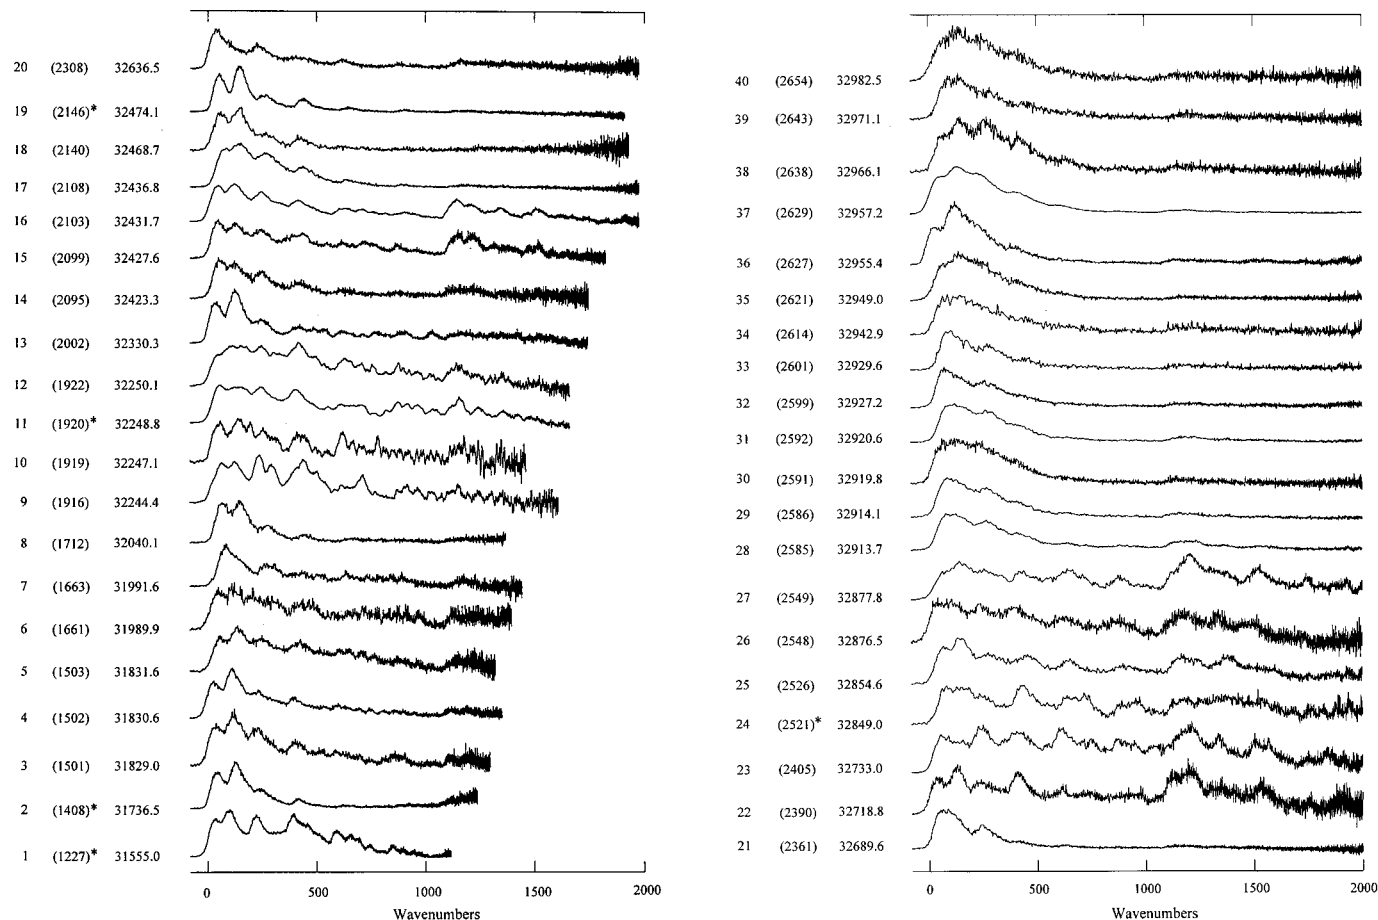 20 (2308) 32636.5
19 (2146)* 32474.1
18 (2140) 32468.7
17 (2108) 32436.8
16 (2103) 32431.7
15 (2099) 32427.6
14 (2095) 32423.3
13 (2002) 32330.3
12 (1922) 32250.1
11 (1920)* 32248.8
10 (1919) 32247.1
9 (1916) 32244.4
8 (1712) 32040.1
7 (1663) 31991.6
6 (1661) 31989.9
5 (1503) 31831.6
4 (1502) 31830.6
3 (1501) 31829.0
2 (1408)* 31736.5
1 (1227)* 31555.0
0 500 1000 1500 2000
Wavenumbers
40 (2654) 32982.5
39 (2643) 32971.1
38 (2638) 32966.1
37 (2629) 32957.2
36 (2627) 32955.4
35 (2621) 32949.0
34 (2614) 32942.9
33 (2601) 32929.6
32 (2599) 32927.2
31 (2592) 32920.6
30 (2591) 32919.8
29 (2586) 32914.1
28 (2585) 32913.7
27 (2549) 32877.8
26 (2548) 32876.5
25 (2526) 32854.6
24 (2521)* 32849.0
23 (2405) 32733.0
22 (2390) 32718.8
21 (2361) 32689.6
0 500 1000 1500 2000
Wavenumbers